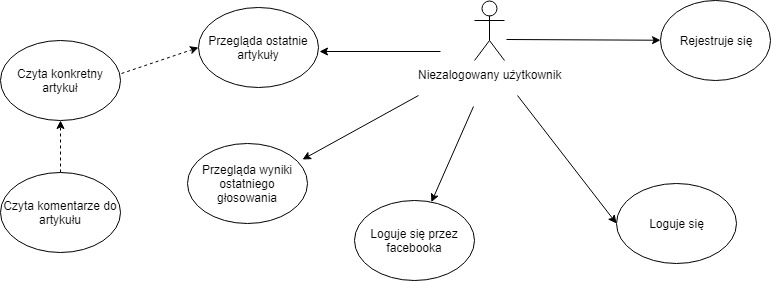 Przegląda ostatnie
artykuły
Rejestruje się
Czyta konkretny
artykuł
Niezalogowany użytkownik
Przegląda wyniki
ostatniego
głosowania
Czyta komentarze do
artykułu
Loguje się przez
facebooka
Loguje się